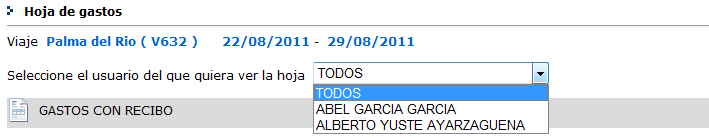 Hoja de gastos
Viaje Palma del Rio ( V632 ) 22/08/2011 - 29/08/2011
Seleccione el usuario del que quiera ver la hoja TODOS
TODOS
ABEL GARCIA GARCIA
ALBERTO YUSTE AYARZAGUENA
GASTOS CON RECIBO